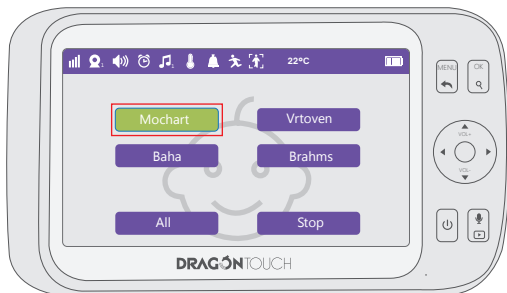 22°C
MENU
OK
Mochart
Vrtoven
VOL+
Baha
Brahms
VOL-
All
Stop
DRAGONTOUCH